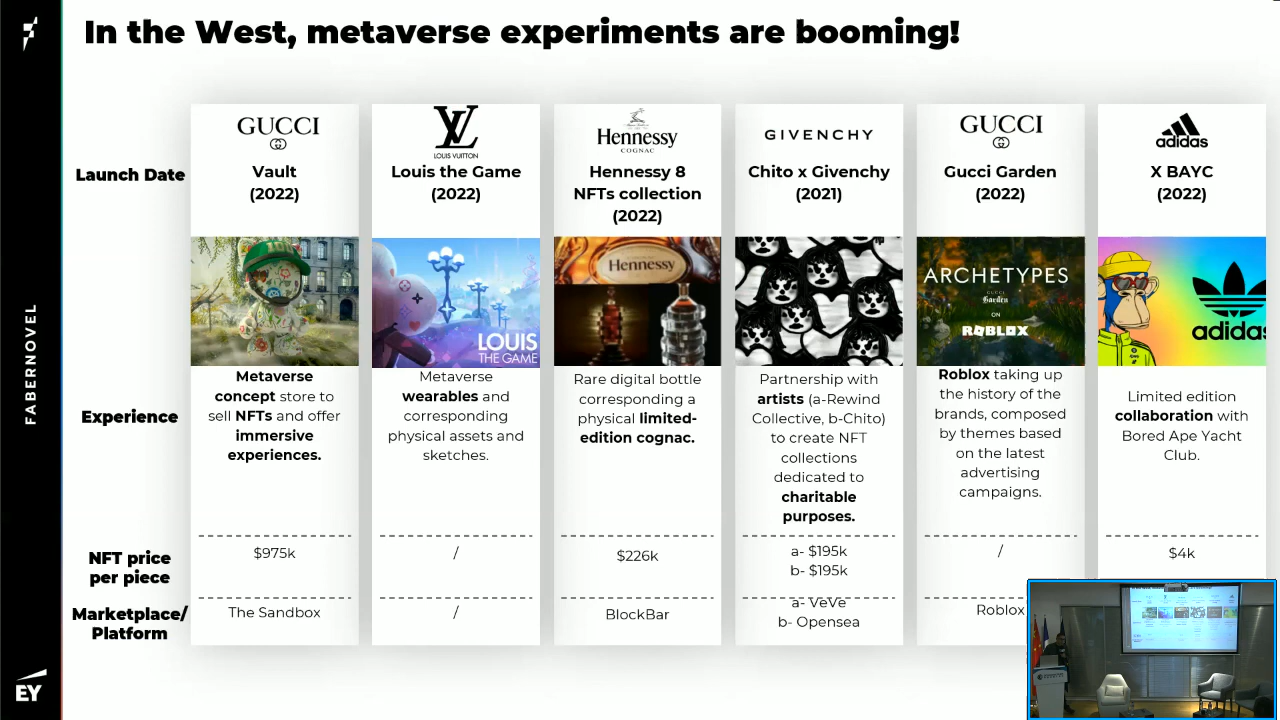 In the West, metaverse experiments are booming!
FABERNOVEL
EY
Launch Date
Experience
NFT price
per piece
Marketplace/
Platform
GUCCI
Vault
(2022)
Metaverse
concept store to
sell NFTs and offer
immersive
experiences.
$975k
The Sandbox
LOUIS VUITTON
Louis the Game
(2022)
LOUIS
THE GAME
Metaverse
wearables and
corresponding
physical assets and
sketches.
/
/
Hennessy
COGNAC
Hennessy 8
NFTs collection
(2022)
Hennessy
Rare digital bottle
corresponding a
physical limited-
edition cognac.
$226k
BlockBar
GIVENCHY
Chito x Givenchy
(2021)
Partnership with
artists (a-Rewind
Collective, b-Chito)
to create NFT
collections
dedicated to
charitable
purposes.
a- $195k
b- $195k
a- VeVe
b- Opensea
GUCCI
Gucci Garden
(2022)
ARCHETYPES
GUCCI
Garden
ON
ROBLOX
Roblox taking up
the history of the
brands, composed
by themes based
on the latest
advertising
campaigns.
/
Roblox
adidas
X BAYC
(2022)
adidas
Limited edition
collaboration with
Bored Ape Yacht
Club.
$4k